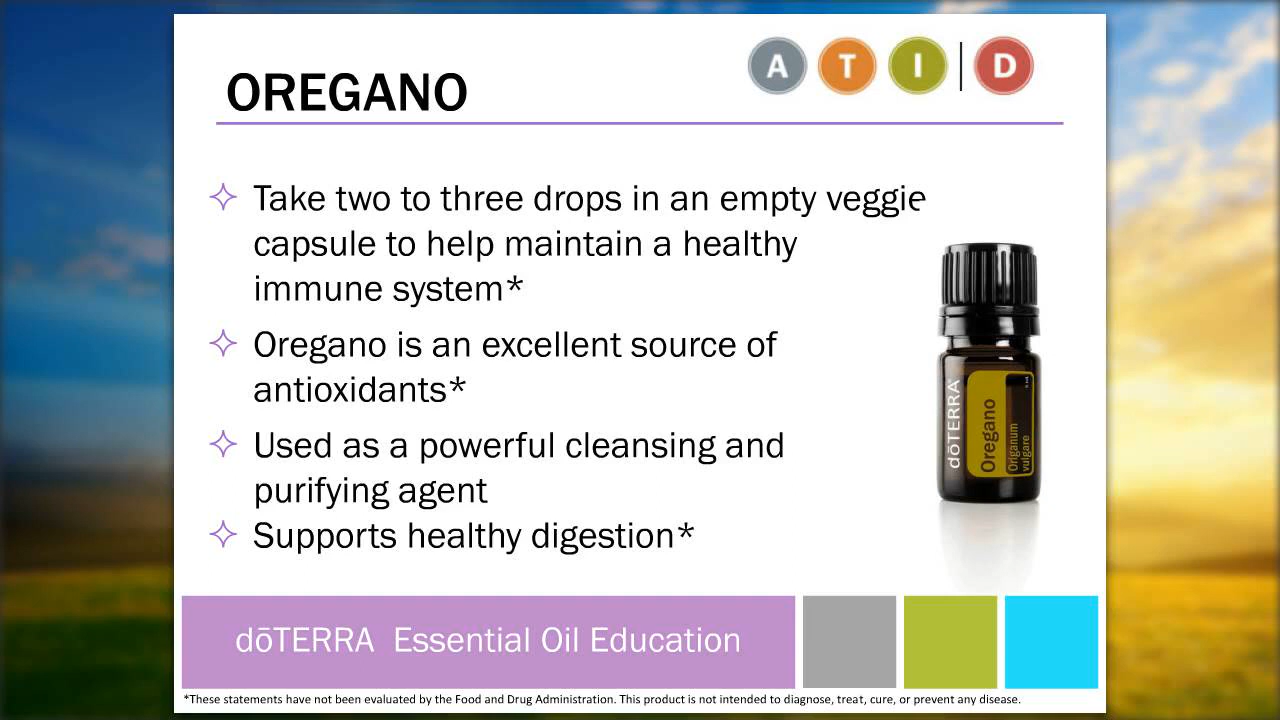 A T I D
OREGANO
Take two to three drops in an empty veggie
capsule to help maintain a healthy
immune system*
Oregano is an excellent source of
antioxidants*
Used as a powerful cleansing and
purifying agent
Supports healthy digestion*
dōTERRA
Oregano
Origanum
vulgare
dōTERRA Essential Oil Education
*These statements have not been evaluated by the Food and Drug Administration. This product is not intended to diagnose, treat, cure, or prevent any disease.